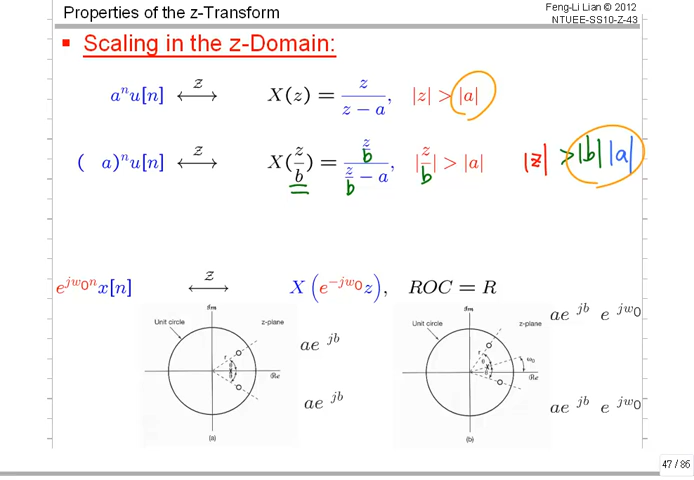 Properties of the z-Transform
Feng-Li Lian © 2012
NTUEE-SS10-Z-43
▪ Scaling in the z-Domain:
aⁿu[n] ⟷ᶻ X(z) = z/(z − a), |z| > |a|
( a)ⁿu[n] ⟷ᶻ X(z/b) = (z/b)/((z/b) − a), |z/b| > |a| |z| > |b| |a|
e^{jw₀n}x[n] ⟷ᶻ X(e^{−jw₀}z), ROC = R
Im
Unit circle
z-plane
r
θ
θ
Re
(a)
ae^{jb}
ae^{jb}
Im
Unit circle
z-plane
r
θ
θ
ω₀
Re
(b)
ae^{jb} e^{jw₀}
ae^{jb} e^{jw₀}
47 / 86